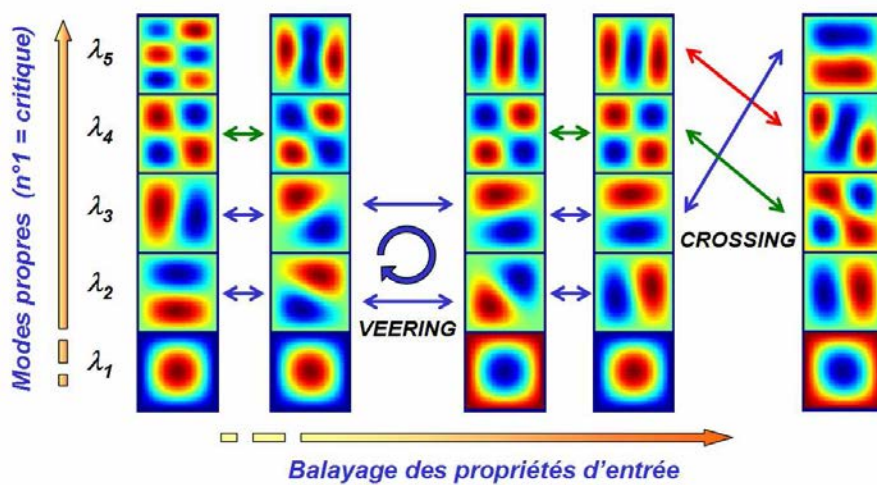 Modes propres (n°1 = critique)
λ5
λ4
λ3
λ2
λ1
VEERING
CROSSING
Balayage des propriétés d'entrée